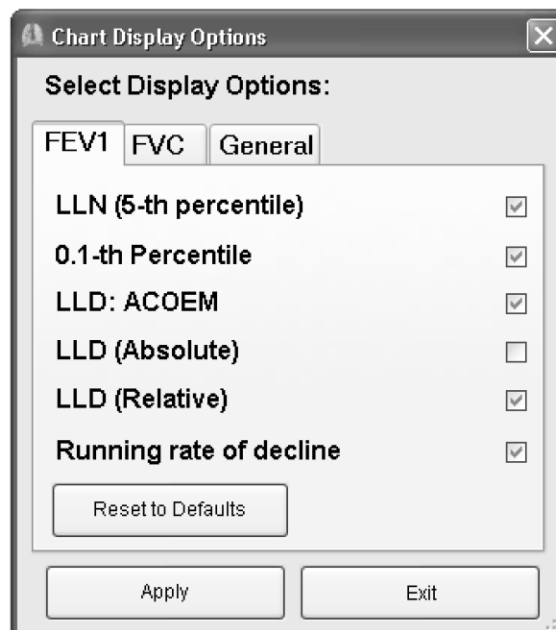 Chart Display Options
Select Display Options:
FEV1 FVC General
LLN (5-th percentile)
0.1-th Percentile
LLD: ACOEM
LLD (Absolute)
LLD (Relative)
Running rate of decline
Reset to Defaults
Apply Exit